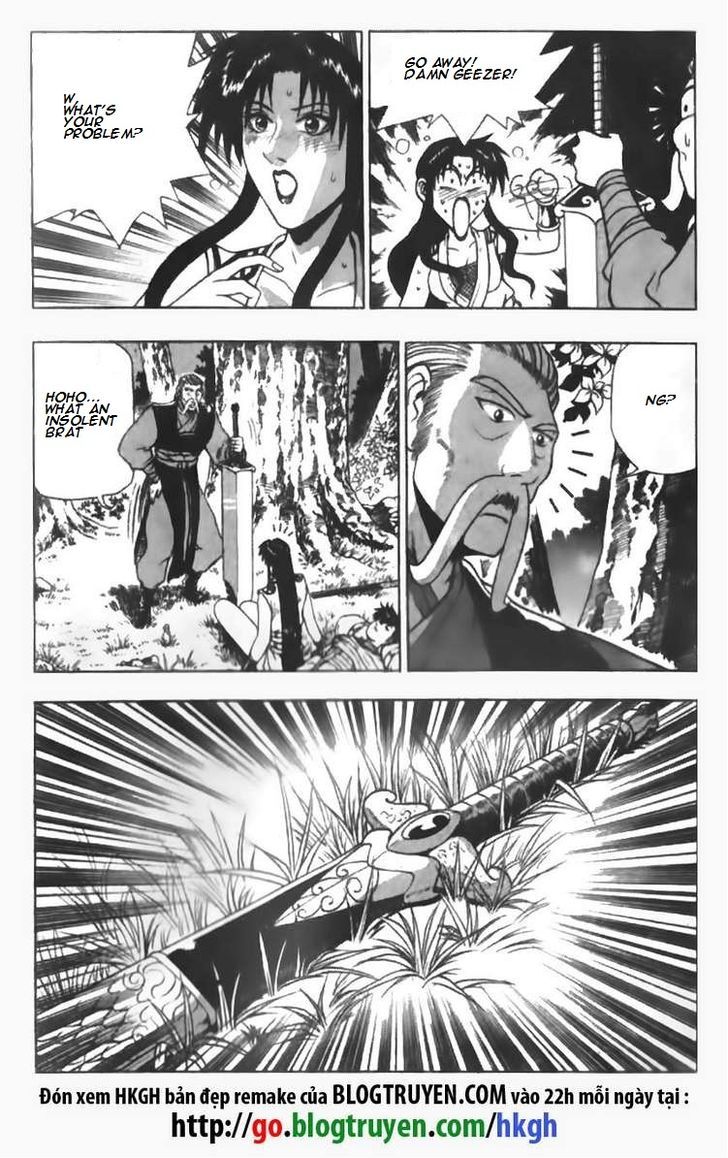 W,
WHAT'S
YOUR
PROBLEM?
GO AWAY!
DAMN GEEZER!
HOHO...
WHAT AN
INSOLENT
BRAT
NG?
Đón xem HKGH bản đẹp remake của BLOGTRUYEN.COM vào 22h mỗi ngày tại :
http://go.blogtruyen.com/hkgh